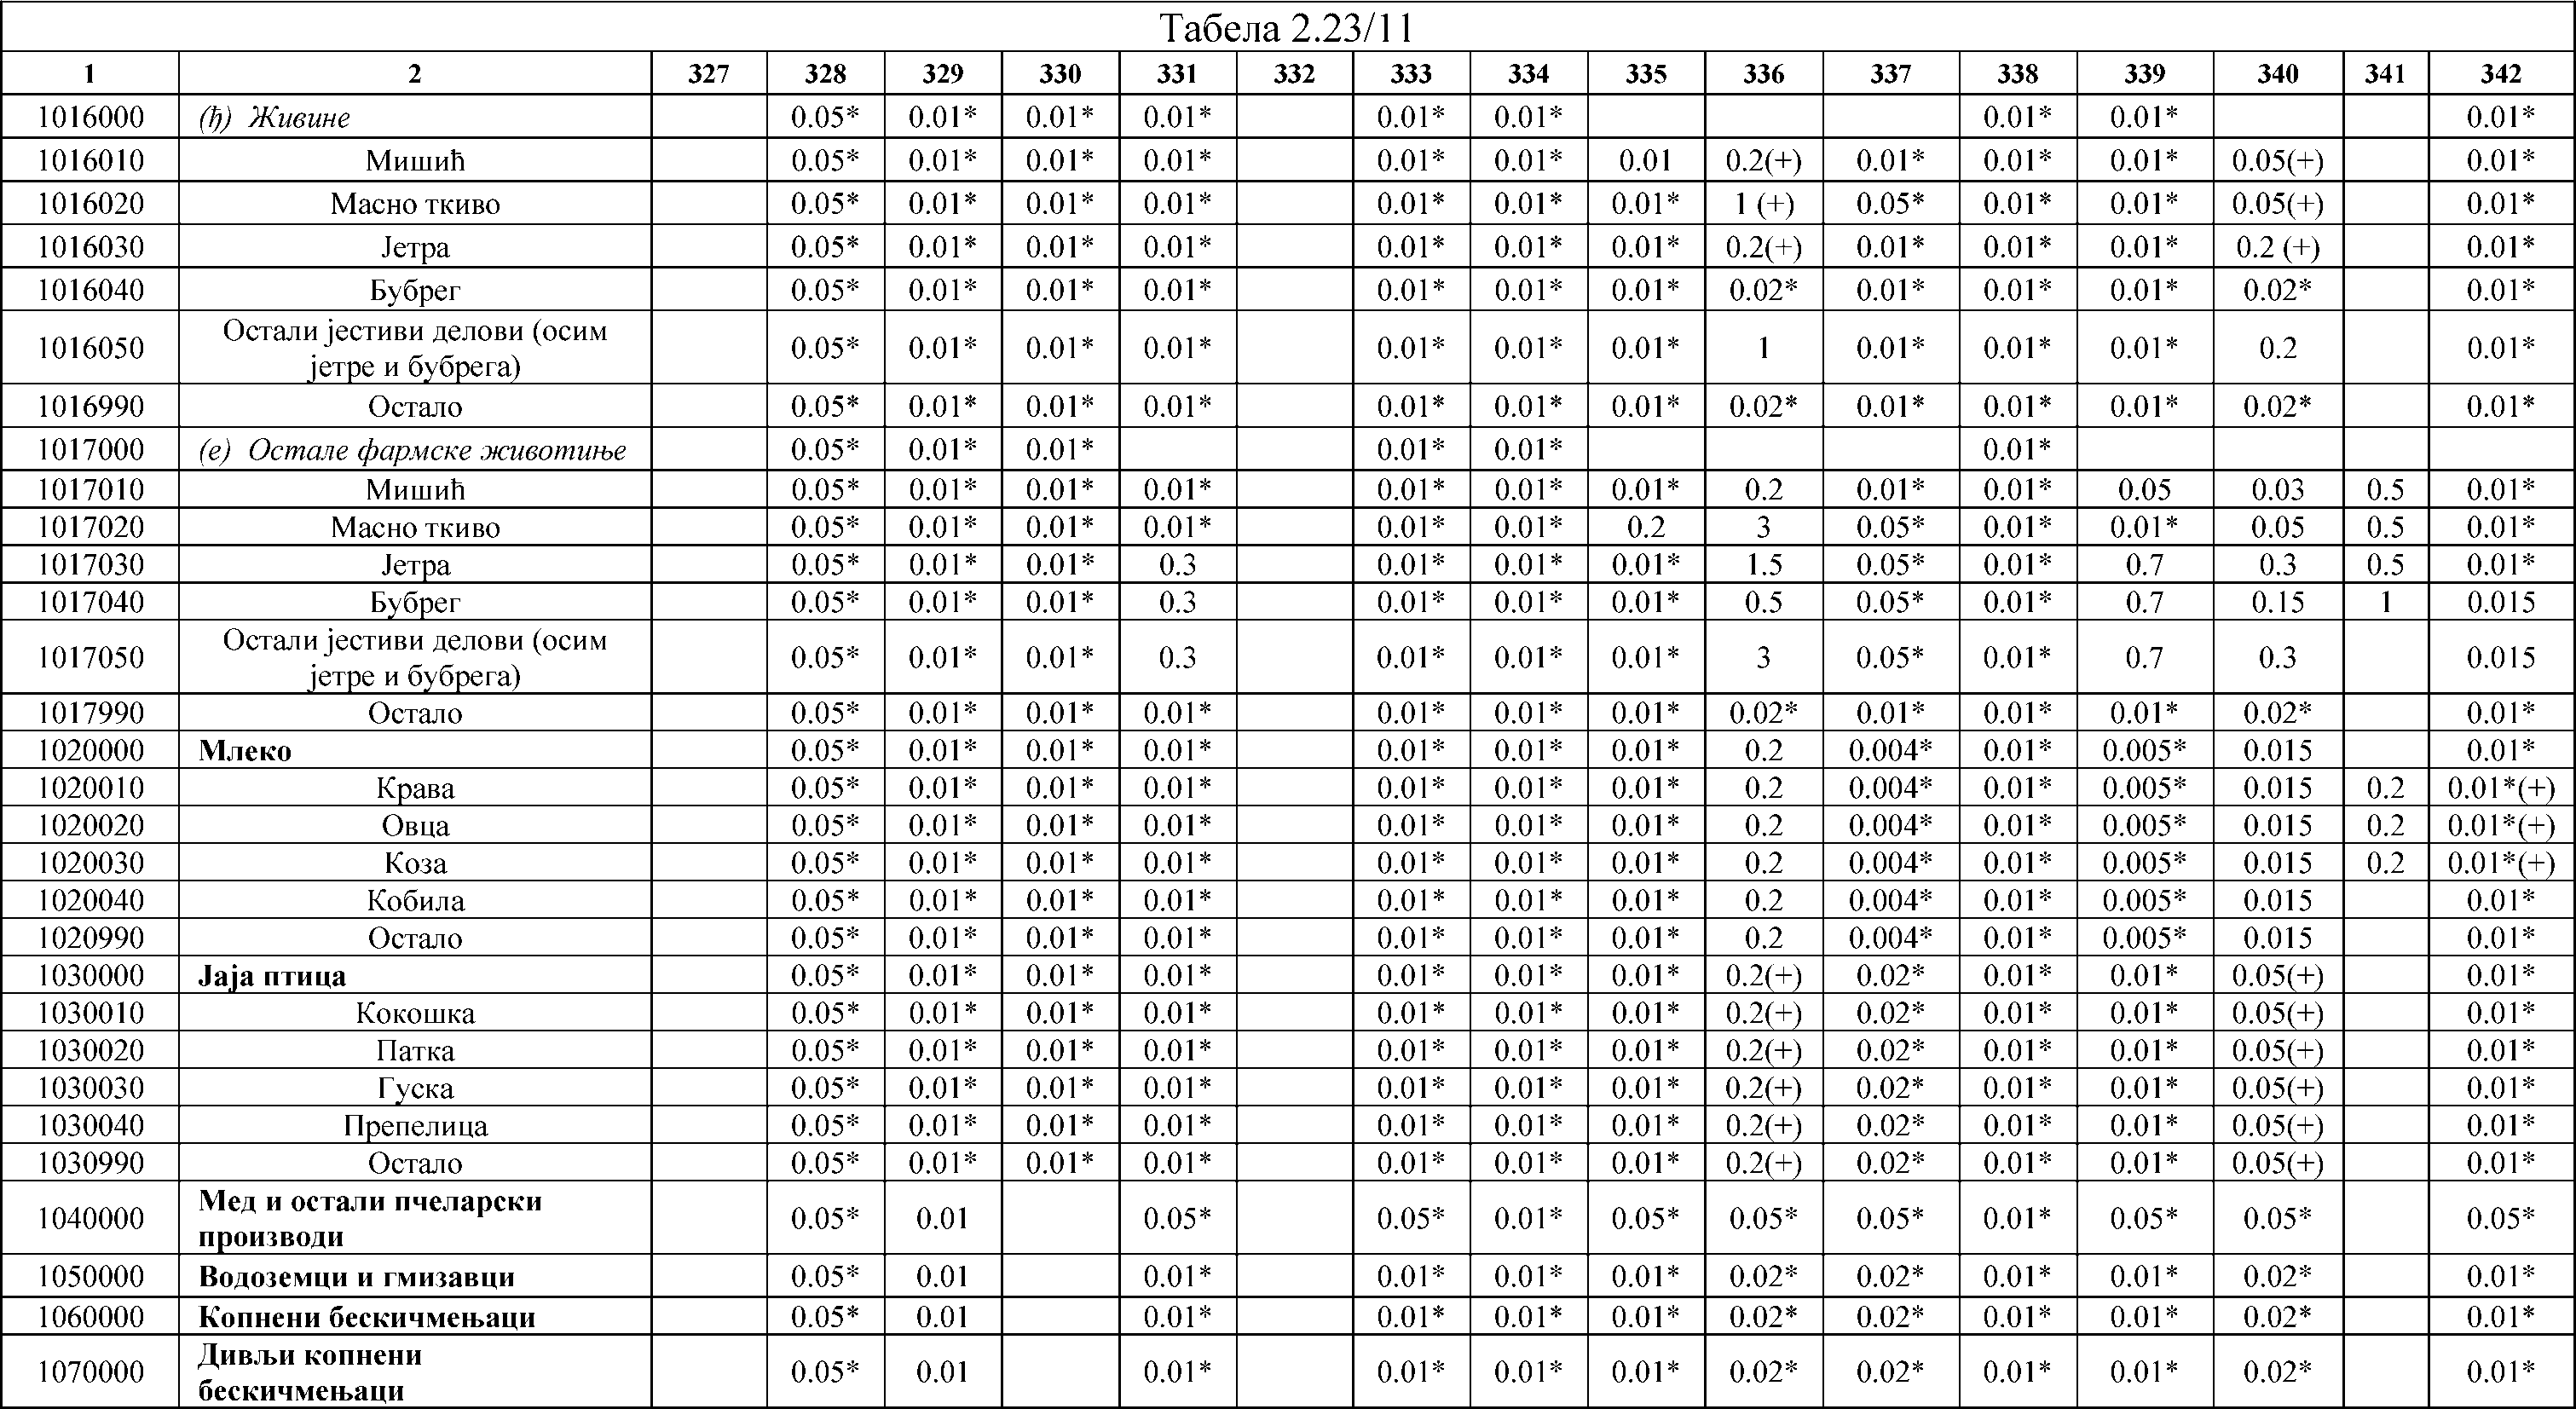 Табела 2.23/11
1 2 327 328 329 330 331 332 333 334 335 336 337 338 339 340 341 342
1016000 (ђ) Живине 0.05* 0.01* 0.01* 0.01* 0.01* 0.01* 0.01* 0.01* 0.01*
1016010 Мишић 0.05* 0.01* 0.01* 0.01* 0.01* 0.01* 0.01 0.2(+) 0.01* 0.01* 0.01* 0.05(+) 0.01*
1016020 Масно ткиво 0.05* 0.01* 0.01* 0.01* 0.01* 0.01* 0.01* 1 (+) 0.05* 0.01* 0.01* 0.05(+) 0.01*
1016030 Јетра 0.05* 0.01* 0.01* 0.01* 0.01* 0.01* 0.01* 0.2(+) 0.01* 0.01* 0.01* 0.2 (+) 0.01*
1016040 Бубрег 0.05* 0.01* 0.01* 0.01* 0.01* 0.01* 0.01* 0.02* 0.01* 0.01* 0.01* 0.02* 0.01*
Остали јестиви делови (осим
1016050 0.05* 0.01* 0.01* 0.01* 0.01* 0.01* 0.01* 1 0.01* 0.01* 0.01* 0.2 0.01*
јетре и бубрега)
1016990 Остало 0.05* 0.01* 0.01* 0.01* 0.01* 0.01* 0.01* 0.02* 0.01* 0.01* 0.01* 0.02* 0.01*
1017000 (е) Остале фармске животиње 0.05* 0.01* 0.01* 0.01* 0.01* 0.01*
1017010 Мишић 0.05* 0.01* 0.01* 0.01* 0.01* 0.01* 0.01* 0.2 0.01* 0.01* 0.05 0.03 0.5 0.01*
1017020 Масно ткиво 0.05* 0.01* 0.01* 0.01* 0.01* 0.01* 0.2 3 0.05* 0.01* 0.01* 0.05 0.5 0.01*
1017030 Јетра 0.05* 0.01* 0.01* 0.3 0.01* 0.01* 0.01* 1.5 0.05* 0.01* 0.7 0.3 0.5 0.01*
1017040 Бубрег 0.05* 0.01* 0.01* 0.3 0.01* 0.01* 0.01* 0.5 0.05* 0.01* 0.7 0.15 1 0.015
Остали јестиви делови (осим
1017050 0.05* 0.01* 0.01* 0.3 0.01* 0.01* 0.01* 3 0.05* 0.01* 0.7 0.3 0.015
јетре и бубрега)
1017990 Остало 0.05* 0.01* 0.01* 0.01* 0.01* 0.01* 0.01* 0.02* 0.01* 0.01* 0.01* 0.02* 0.01*
1020000 Млеко 0.05* 0.01* 0.01* 0.01* 0.01* 0.01* 0.01* 0.2 0.004* 0.01* 0.005* 0.015 0.01*
1020010 Крава 0.05* 0.01* 0.01* 0.01* 0.01* 0.01* 0.01* 0.2 0.004* 0.01* 0.005* 0.015 0.2 0.01*(+)
1020020 Овца 0.05* 0.01* 0.01* 0.01* 0.01* 0.01* 0.01* 0.2 0.004* 0.01* 0.005* 0.015 0.2 0.01*(+)
1020030 Коза 0.05* 0.01* 0.01* 0.01* 0.01* 0.01* 0.01* 0.2 0.004* 0.01* 0.005* 0.015 0.2 0.01*(+)
1020040 Кобила 0.05* 0.01* 0.01* 0.01* 0.01* 0.01* 0.01* 0.2 0.004* 0.01* 0.005* 0.015 0.01*
1020990 Остало 0.05* 0.01* 0.01* 0.01* 0.01* 0.01* 0.01* 0.2 0.004* 0.01* 0.005* 0.015 0.01*
1030000 Јаја птица 0.05* 0.01* 0.01* 0.01* 0.01* 0.01* 0.01* 0.2(+) 0.02* 0.01* 0.01* 0.05(+) 0.01*
1030010 Кокошка 0.05* 0.01* 0.01* 0.01* 0.01* 0.01* 0.01* 0.2(+) 0.02* 0.01* 0.01* 0.05(+) 0.01*
1030020 Патка 0.05* 0.01* 0.01* 0.01* 0.01* 0.01* 0.01* 0.2(+) 0.02* 0.01* 0.01* 0.05(+) 0.01*
1030030 Гуска 0.05* 0.01* 0.01* 0.01* 0.01* 0.01* 0.01* 0.2(+) 0.02* 0.01* 0.01* 0.05(+) 0.01*
1030040 Препелица 0.05* 0.01* 0.01* 0.01* 0.01* 0.01* 0.01* 0.2(+) 0.02* 0.01* 0.01* 0.05(+) 0.01*
1030990 Остало 0.05* 0.01* 0.01* 0.01* 0.01* 0.01* 0.01* 0.2(+) 0.02* 0.01* 0.01* 0.05(+) 0.01*
Мед и остали пчеларски
1040000 0.05* 0.01 0.05* 0.05* 0.01* 0.05* 0.05* 0.05* 0.01* 0.05* 0.05* 0.05*
производи
1050000 Водоземци и гмизавци 0.05* 0.01 0.01* 0.01* 0.01* 0.01* 0.02* 0.02* 0.01* 0.01* 0.02* 0.01*
1060000 Копнени бескичмењаци 0.05* 0.01 0.01* 0.01* 0.01* 0.01* 0.02* 0.02* 0.01* 0.01* 0.02* 0.01*
Дивљи копнени
1070000 0.05* 0.01 0.01* 0.01* 0.01* 0.01* 0.02* 0.02* 0.01* 0.01* 0.02* 0.01*
бескичмењаци